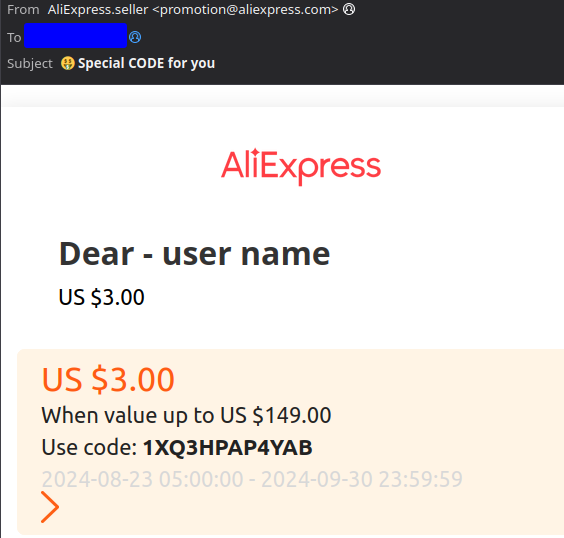 From AliExpress.seller <promotion@aliexpress.com>
To
Subject 🤑 Special CODE for you
AliExpress
Dear - user name
US $3.00
US $3.00
When value up to US $149.00
Use code: 1XQ3HPAP4YAB
2024-08-23 05:00:00 - 2024-09-30 23:59:59